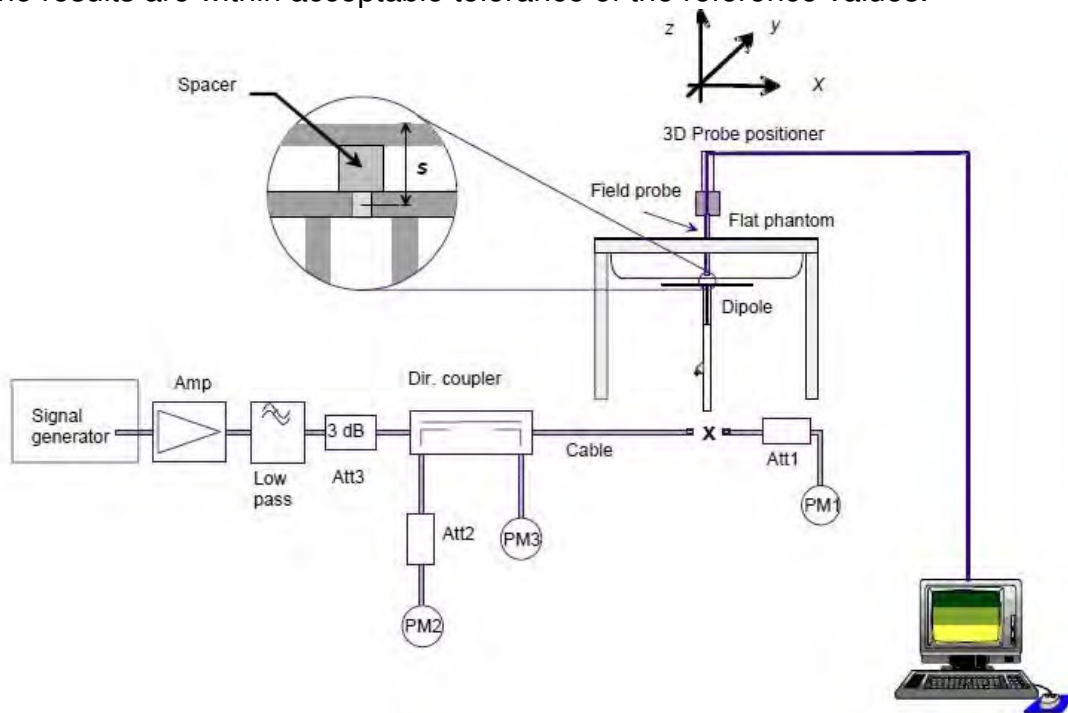 he results are within acceptable tolerance of the reference values.
z
y
X
Spacer
s
3D Probe positioner
Field probe
Flat phantom
Dipole
Dir. coupler
Amp
Signal
generator
3 dB
x
Cable
Low
pass
Att3
Att1
Att2
PM1
PM3
PM2